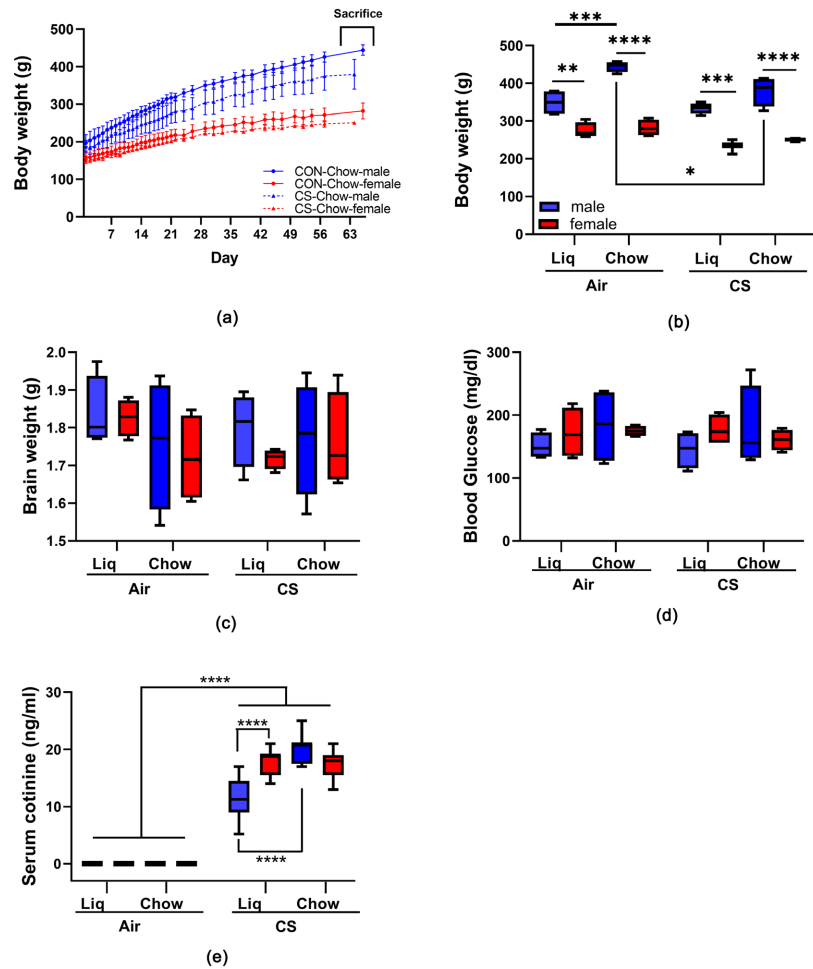 Sacrifice
500
400
300
200
100
0
Body weight (g)
CON-Chow-male
CON-Chow-female
CS-Chow-male
CS-Chow-female
7 14 21 28 35 42 49 56 63
Day
(a)
***
** **** *** ****
*
500
400
300
200
100
0
Body weight (g)
male
female
Liq Chow Liq Chow
Air CS
(b)
2.0
1.9
1.8
1.7
1.6
1.5
Brain weight (g)
Liq Chow Liq Chow
Air CS
(c)
300
200
100
0
Blood Glucose (mg/dl)
Liq Chow Liq Chow
Air CS
(d)
30
20
10
0
Serum cotinine (ng/ml)
****
****
****
Liq Chow Liq Chow
Air CS
(e)